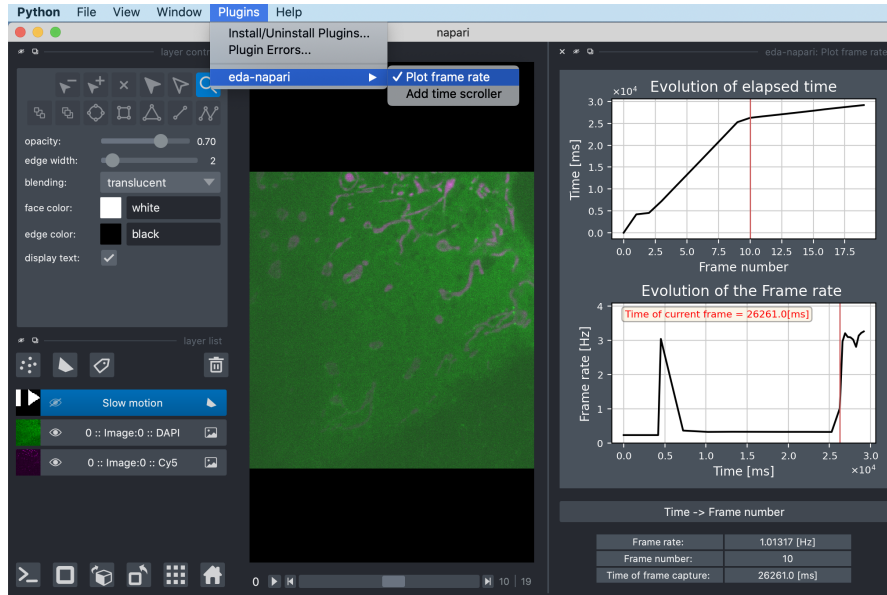 Python File View Window Plugins Help
napari
Install/Uninstall Plugins...
Plugin Errors...
eda-napari
✓ Plot frame rate
Add time scroller
layer contr
opacity: 0.70
edge width: 2
blending: translucent
face color: white
edge color: black
display text:
layer list
Slow motion
0 :: Image:0 :: DAPI
0 :: Image:0 :: Cy5
0 10 19
eda-napari: Plot frame rate
Evolution of elapsed time
×10⁴
3.0
2.5
2.0
1.5
1.0
0.5
0.0
Time [ms]
0.0 2.5 5.0 7.5 10.0 12.5 15.0 17.5
Frame number
Evolution of the Frame rate
Time of current frame = 26261.0[ms]
4
3
2
1
0
Frame rate [Hz]
0.0 0.5 1.0 1.5 2.0 2.5 3.0
×10⁴
Time [ms]
Time -> Frame number
Frame rate: 1.01317 [Hz]
Frame number: 10
Time of frame capture: 26261.0 [ms]